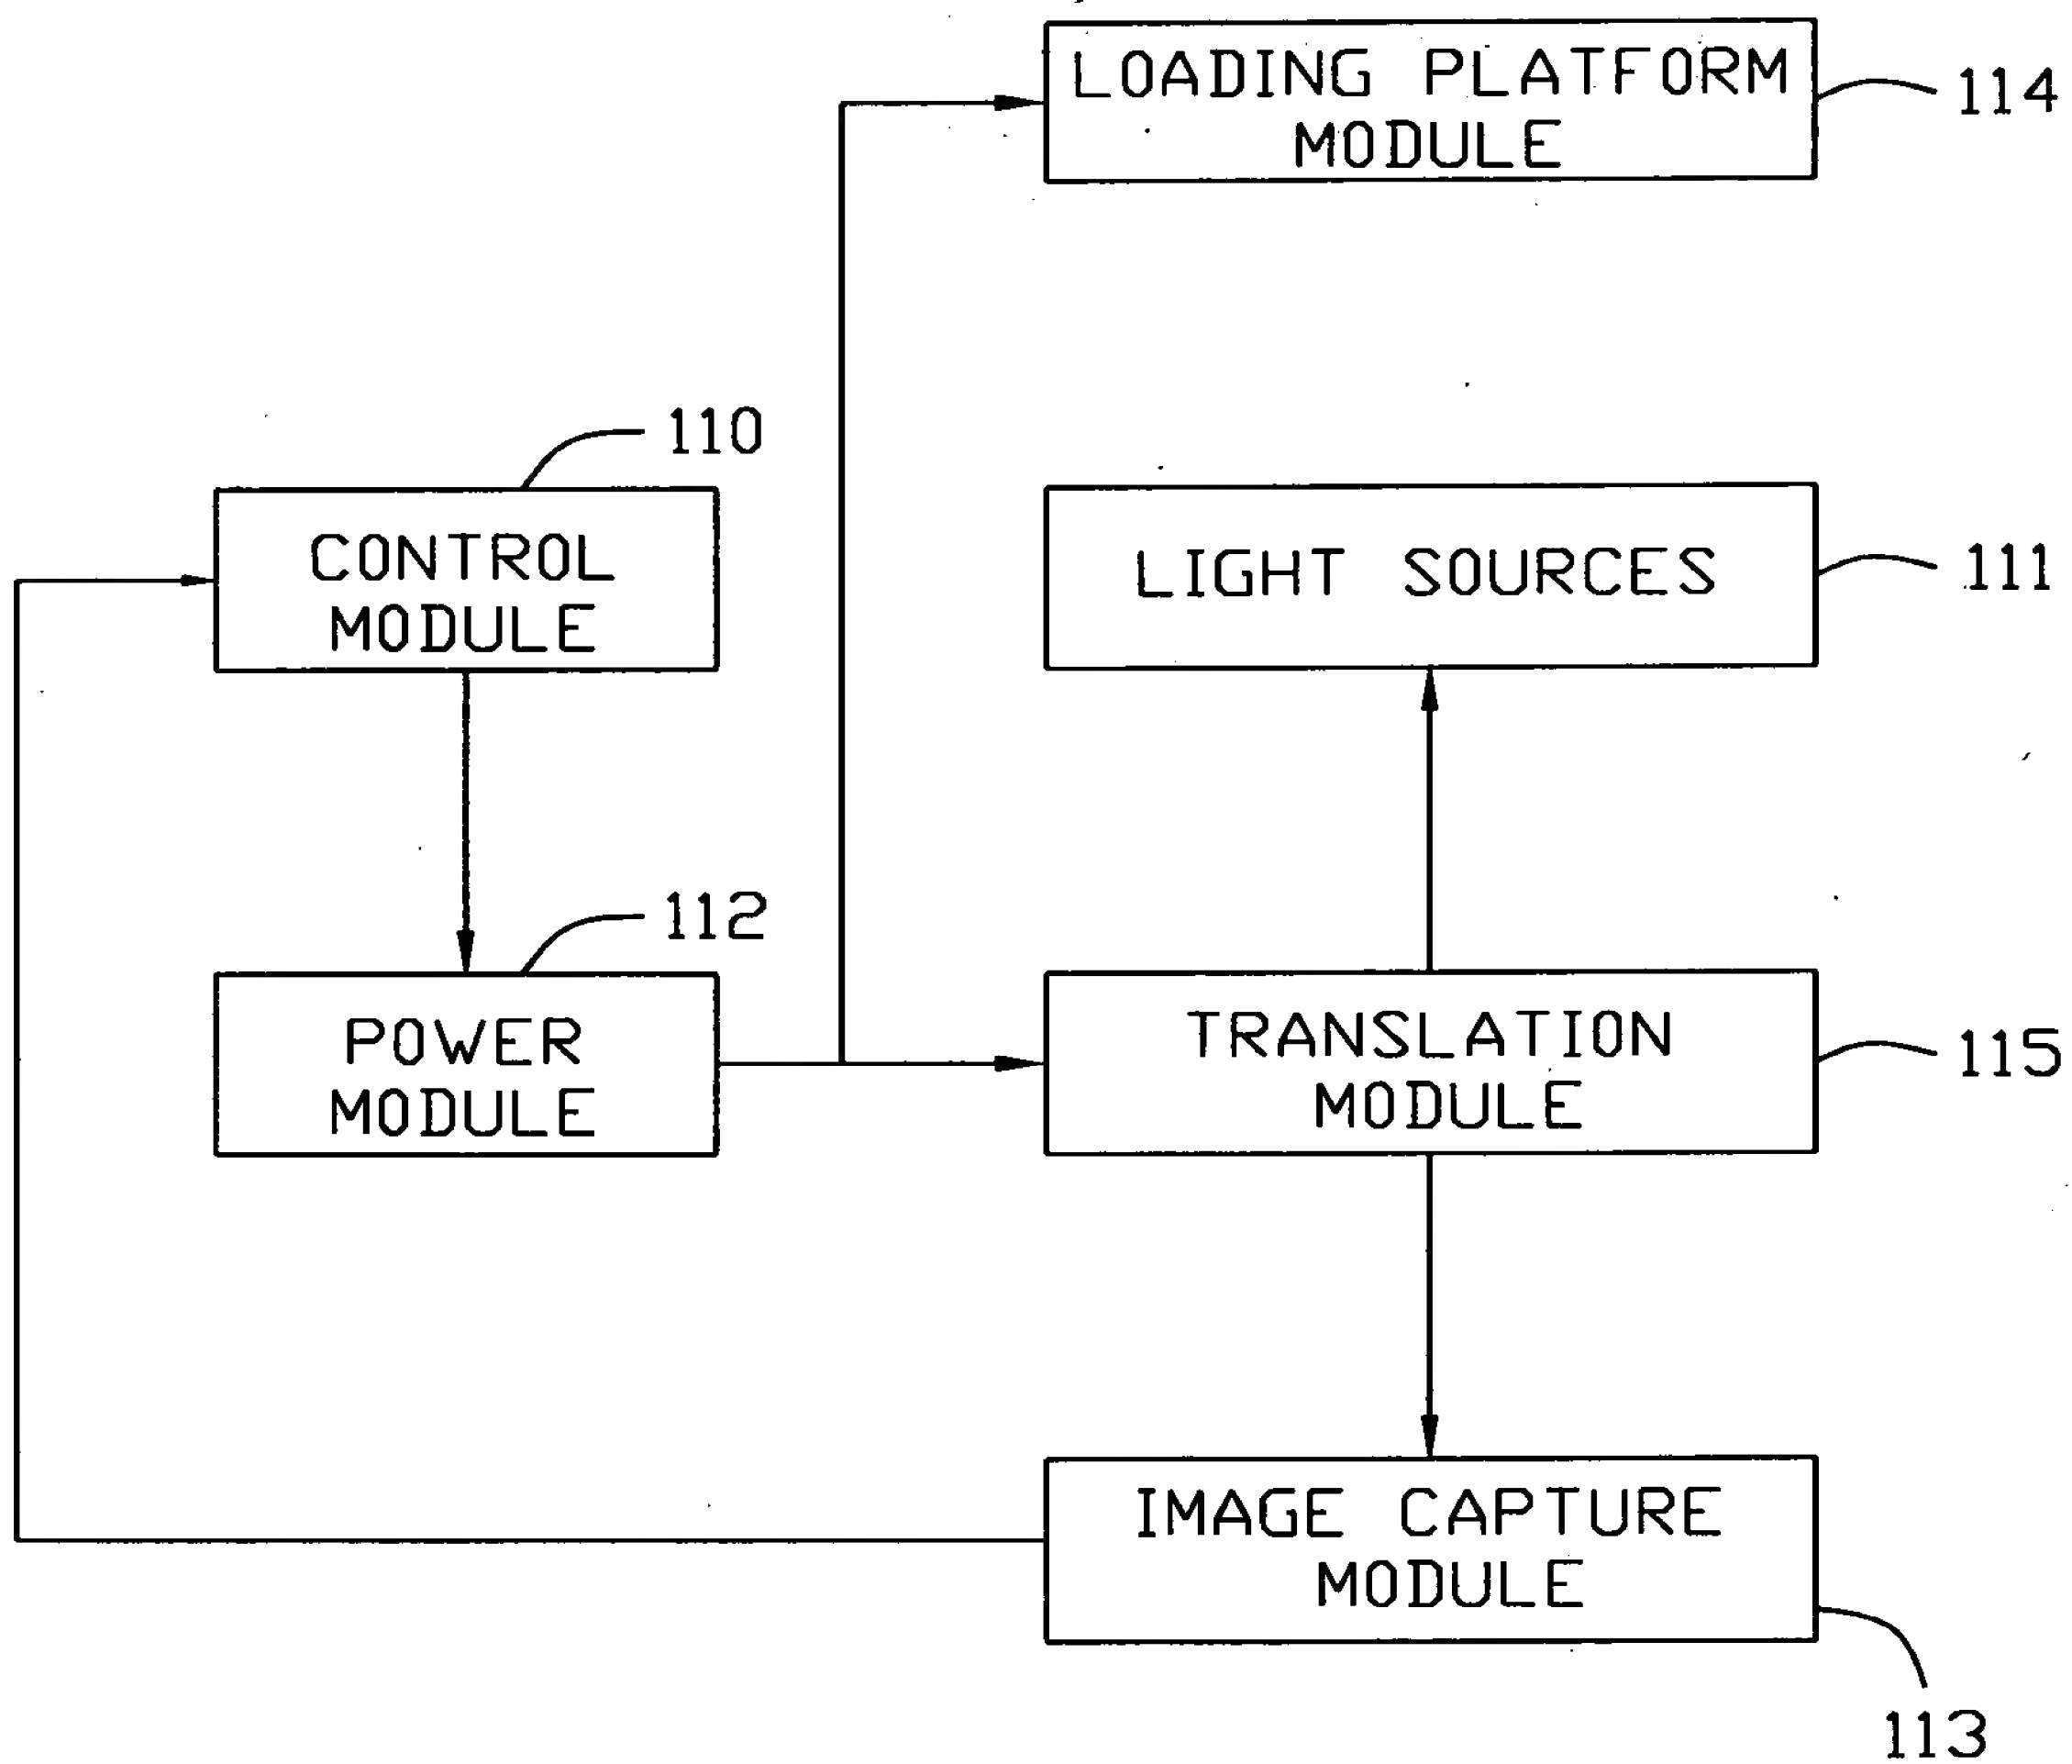 LOADING PLATFORM
MODULE
114
110
CONTROL
MODULE
LIGHT SOURCES
111
112
POWER
MODULE
TRANSLATION
MODULE
115
IMAGE CAPTURE
MODULE
113